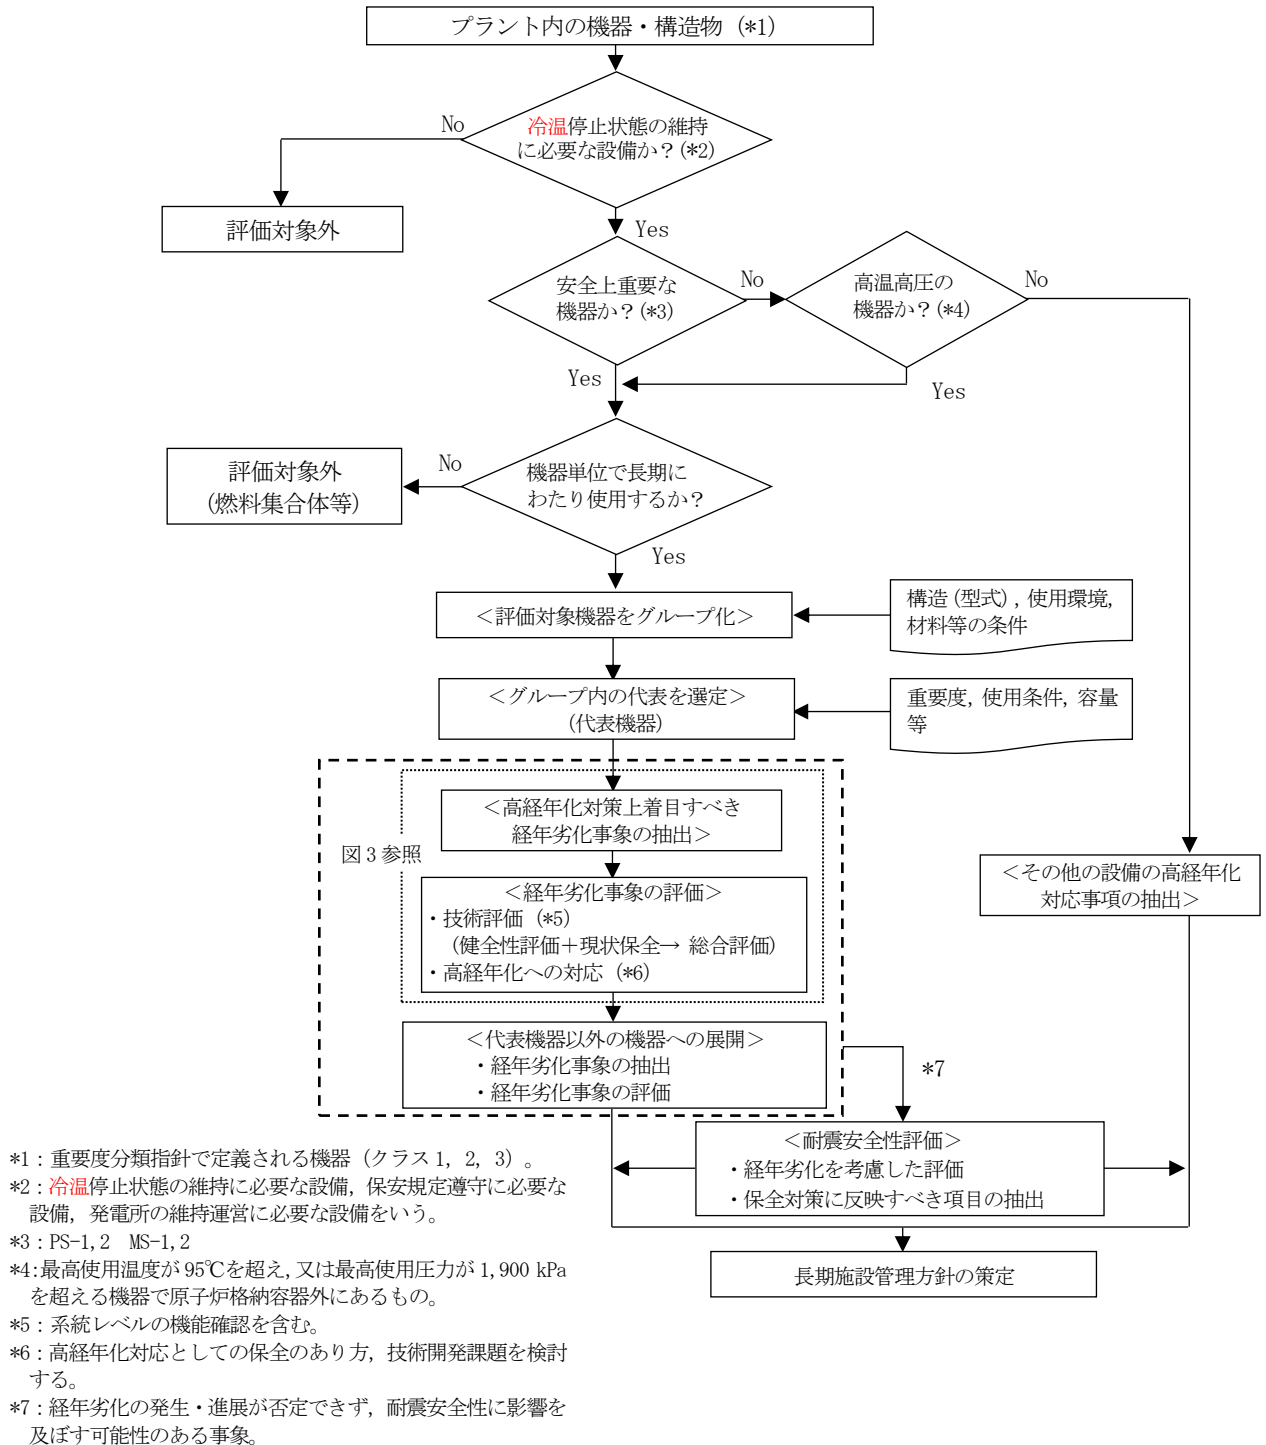 プラント内の機器・構造物 (*1)
冷温停止状態の維持
に必要な設備か？(*2)
No
評価対象外
Yes
安全上重要な
機器か？(*3)
No
高温高圧の
機器か？(*4)
No
Yes
Yes
機器単位で長期に
わたり使用するか？
No
評価対象外
(燃料集合体等)
Yes
＜評価対象機器をグループ化＞
構造(型式),使用環境,
材料等の条件
＜グループ内の代表を選定＞
(代表機器)
重要度,使用条件,容量
等
＜高経年化対策上着目すべき
経年劣化事象の抽出＞
図3参照
＜経年劣化事象の評価＞
・技術評価 (*5)
(健全性評価＋現状保全→ 総合評価)
・高経年化への対応 (*6)
＜その他の設備の高経年化
対応事項の抽出＞
＜代表機器以外の機器への展開＞
・経年劣化事象の抽出
・経年劣化事象の評価
*7
＜耐震安全性評価＞
・経年劣化を考慮した評価
・保全対策に反映すべき項目の抽出
長期施設管理方針の策定
*1：重要度分類指針で定義される機器（クラス1，2，3）。
*2：冷温停止状態の維持に必要な設備，保安規定遵守に必要な
設備，発電所の維持運営に必要な設備をいう。
*3：PS-1,2　MS-1,2
*4:最高使用温度が95℃を超え,又は最高使用圧力が1,900 kPa
を超える機器で原子炉格納容器外にあるもの。
*5：系統レベルの機能確認を含む。
*6：高経年化対応としての保全のあり方，技術開発課題を検討
する。
*7：経年劣化の発生・進展が否定できず，耐震安全性に影響を
及ぼす可能性のある事象。